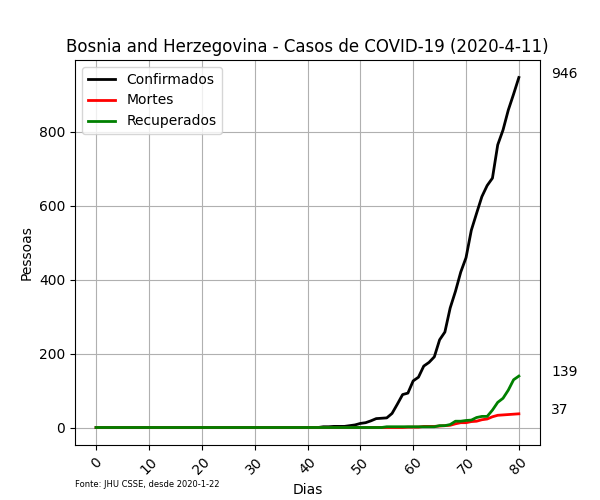 Bosnia and Herzegovina - Casos de COVID-19 (2020-4-11)
Confirmados
Mortes
Recuperados
946
139
37
Pessoas
800
600
400
200
0
0 10 20 30 40 50 60 70 80
Dias
Fonte: JHU CSSE, desde 2020-1-22